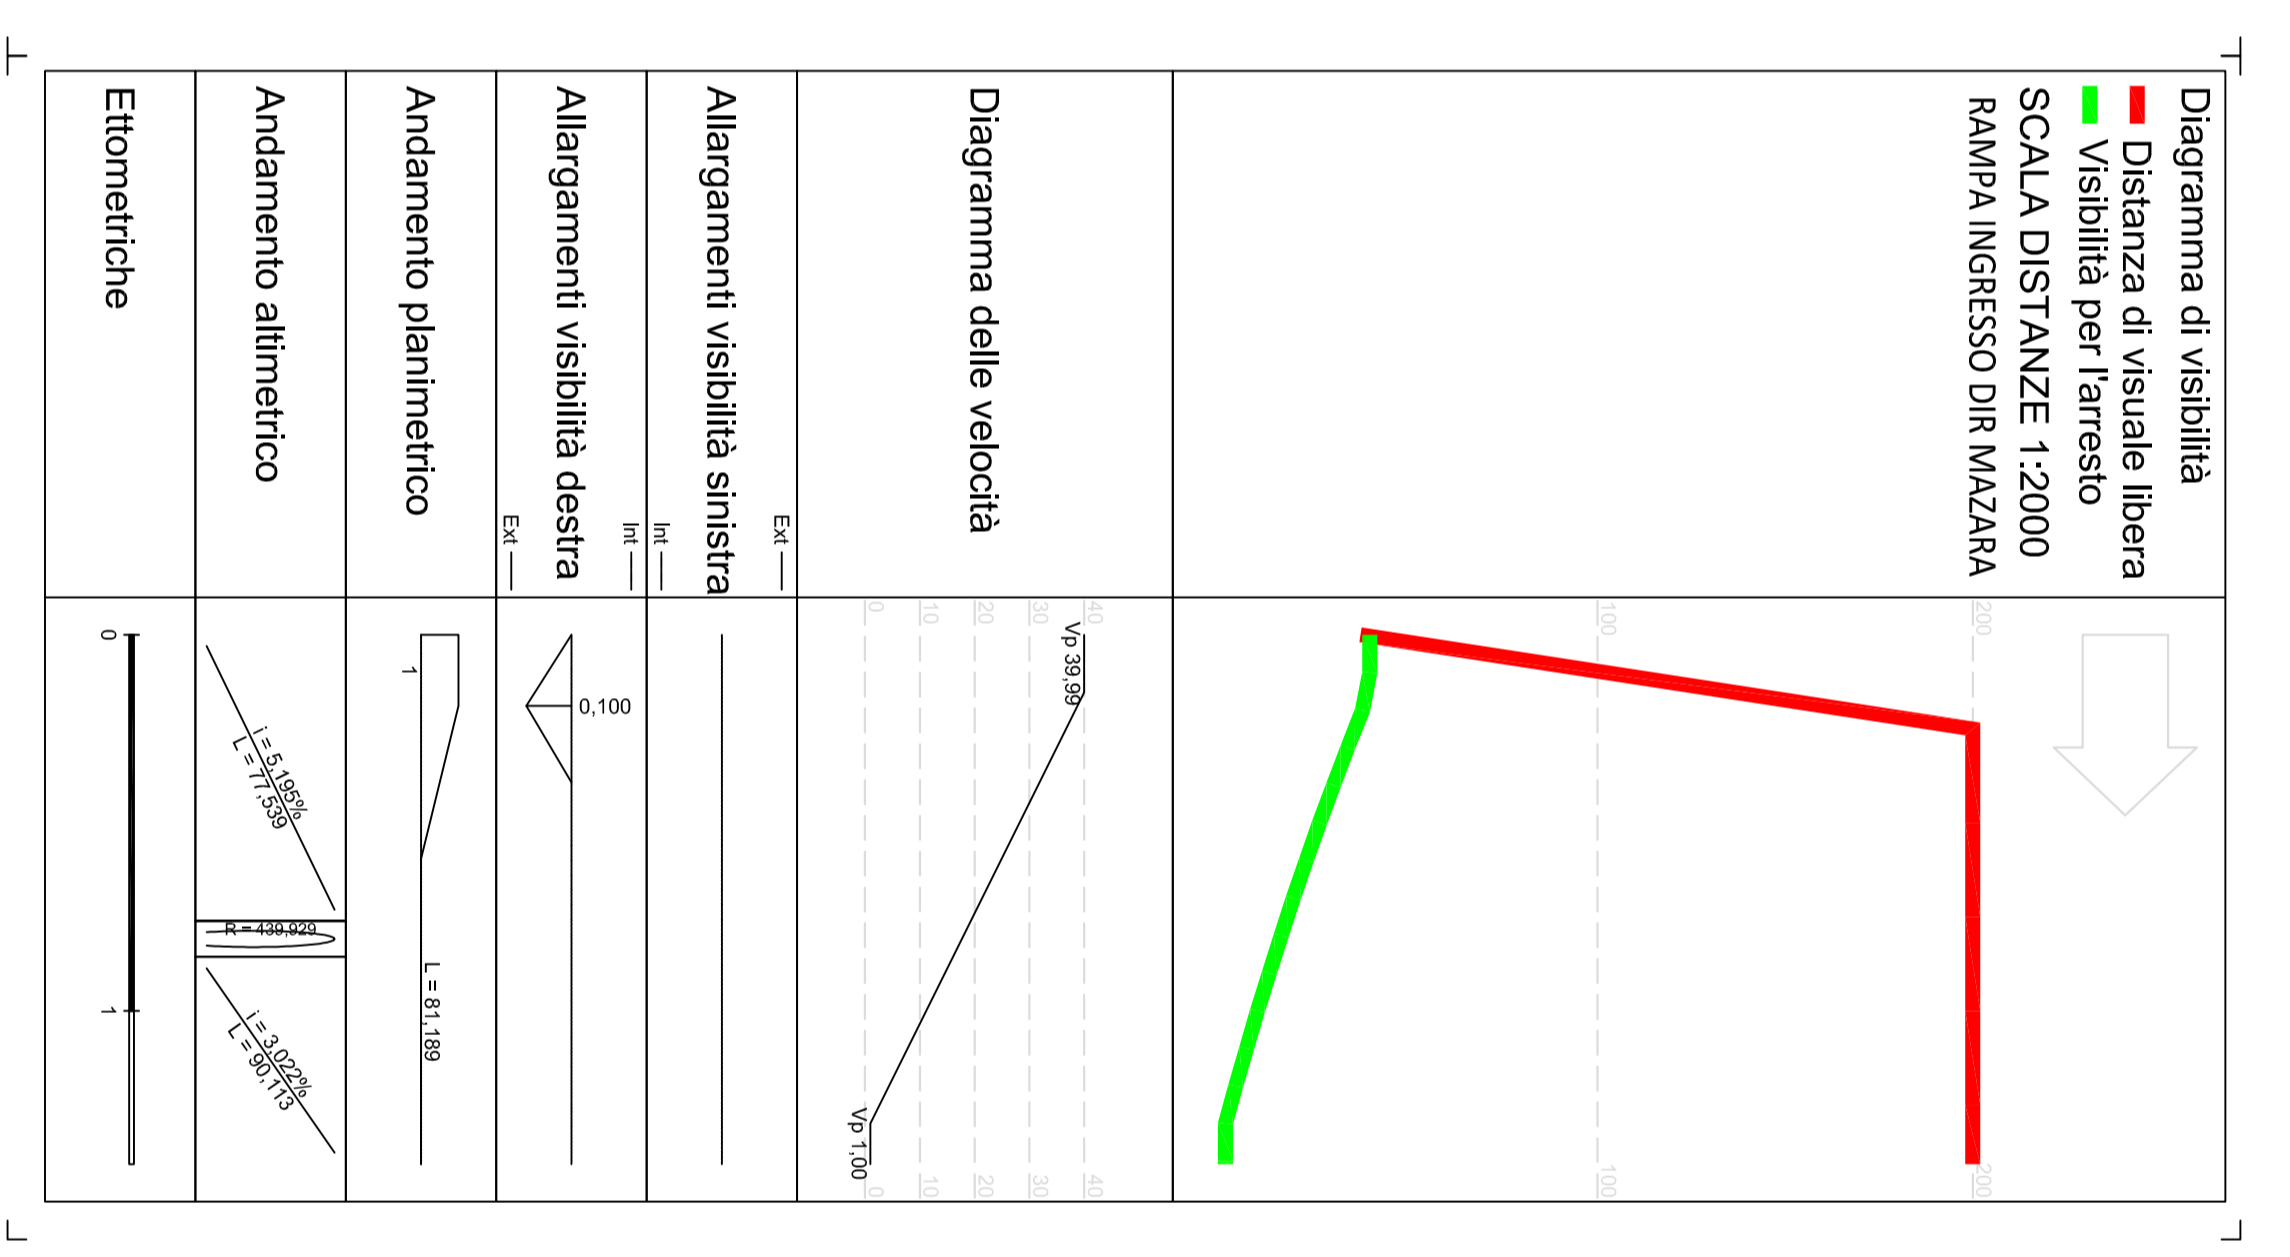 Diagramma di visibilità
Distanza di visuale libera
Visibilità per l'arresto
SCALA DISTANZE 1:2000
RAMPA INGRESSO DIR MAZARA
200
200
100
100
Diagramma delle velocità
40
30
20
10
0
Vp 39,99
Vp 1,00
40
30
20
10
0
Allargamenti visibilità sinistra
Ext
Int
Allargamenti visibilità destra
Int
Ext
0,100
Andamento planimetrico
1
L = 81,189
Andamento altimetrico
i = 5,195%
L = 77,539
R = 439,929
i = 3,022%
L = 90,113
Ettometriche
0
1